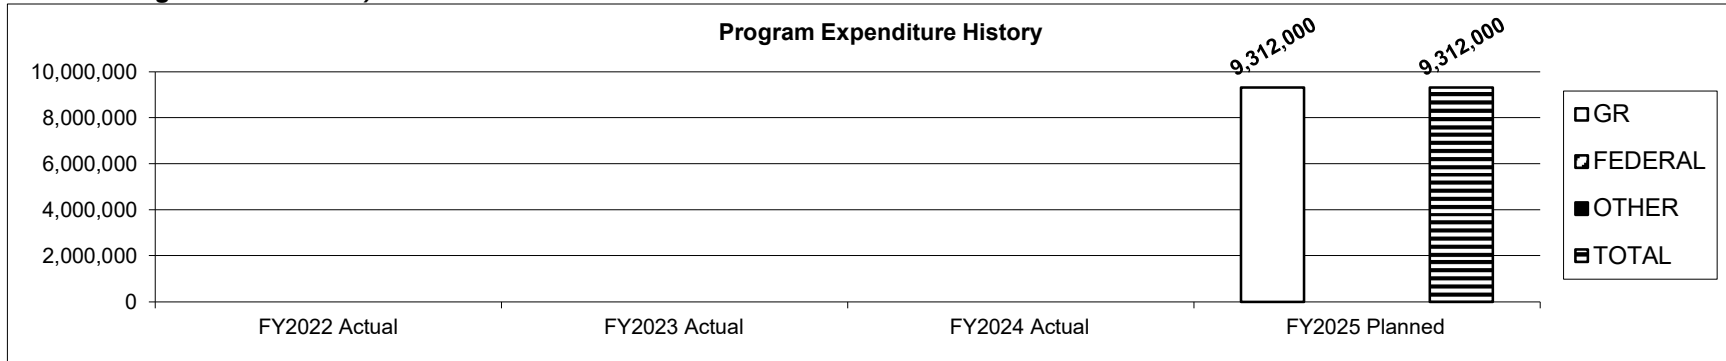 Program Expenditure History
9,312,000 9,312,000
10,000,000
8,000,000
6,000,000
4,000,000
2,000,000
0
FY2022 Actual FY2023 Actual FY2024 Actual FY2025 Planned
GR
FEDERAL
OTHER
TOTAL